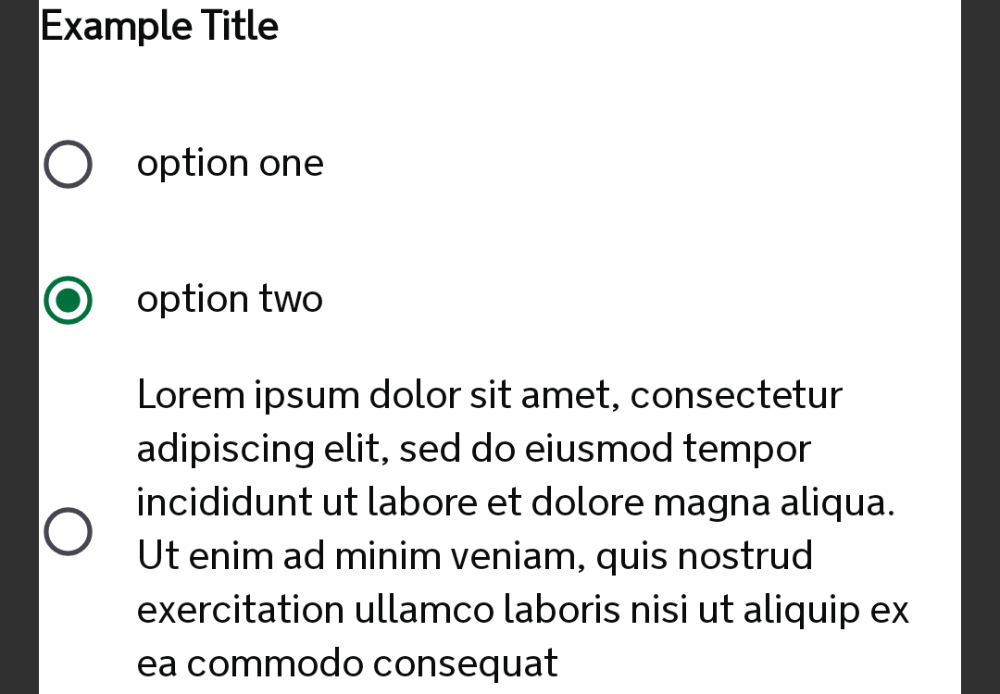 Example Title
option one
option two
Lorem ipsum dolor sit amet, consectetur
adipiscing elit, sed do eiusmod tempor
incididunt ut labore et dolore magna aliqua.
Ut enim ad minim veniam, quis nostrud
exercitation ullamco laboris nisi ut aliquip ex
ea commodo consequat